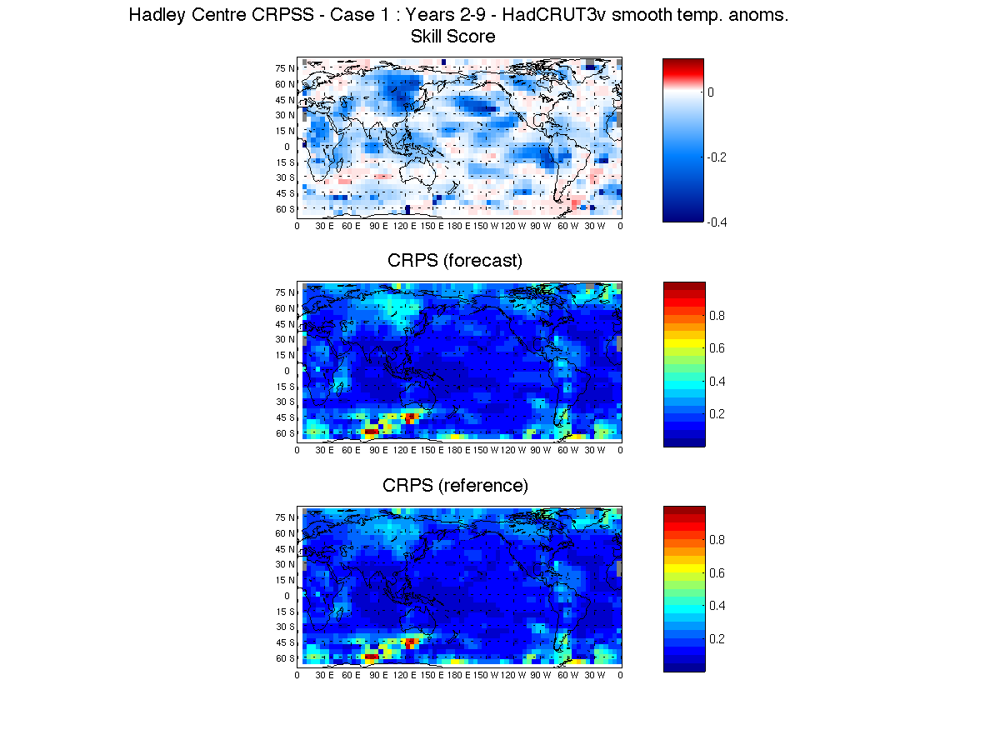 Hadley Centre CRPSS - Case 1 : Years 2-9 - HadCRUT3v smooth temp. anoms.
Skill Score
75 N
60 N
45 N
30 N
15 N
0
15 S
30 S
45 S
60 S
0 30 E 60 E 90 E 120 E 150 E 180 E 150 W 120 W 90 W 60 W 30 W 0
0
-0.2
-0.4
CRPS (forecast)
75 N
60 N
45 N
30 N
15 N
0
15 S
30 S
45 S
60 S
0 30 E 60 E 90 E 120 E 150 E 180 E 150 W 120 W 90 W 60 W 30 W 0
0.8
0.6
0.4
0.2
CRPS (reference)
75 N
60 N
45 N
30 N
15 N
0
15 S
30 S
45 S
60 S
0 30 E 60 E 90 E 120 E 150 E 180 E 150 W 120 W 90 W 60 W 30 W 0
0.8
0.6
0.4
0.2